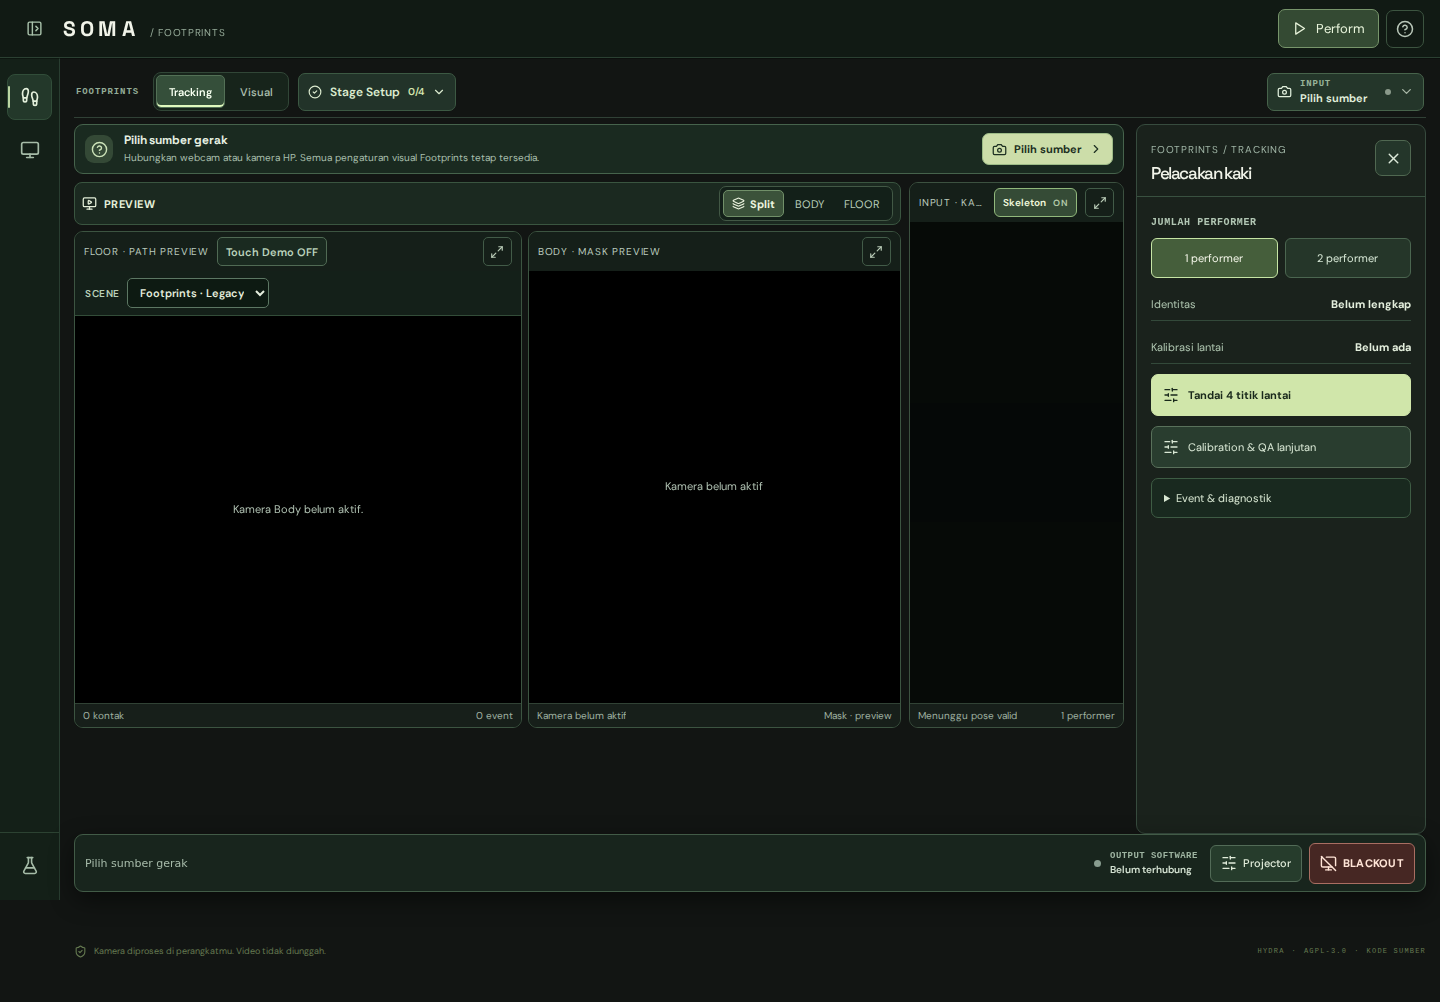 SOMA / FOOTPRINTS
Perform
FOOTPRINTS
Tracking
Visual
Stage Setup 0/4
INPUT
Pilih sumber
Pilih sumber gerak
Hubungkan webcam atau kamera HP. Semua pengaturan visual Footprints tetap tersedia.
Pilih sumber
PREVIEW
Split
BODY
FLOOR
FLOOR · PATH PREVIEW
Touch Demo OFF
SCENE
Footprints · Legacy
Kamera Body belum aktif.
0 kontak
0 event
BODY · MASK PREVIEW
Kamera belum aktif
Kamera belum aktif
Mask · preview
INPUT · KA…
Skeleton ON
Menunggu pose valid
1 performer
FOOTPRINTS / TRACKING
Pelacakan kaki
JUMLAH PERFORMER
1 performer
2 performer
Identitas
Belum lengkap
Kalibrasi lantai
Belum ada
Tandai 4 titik lantai
Calibration & QA lanjutan
Event & diagnostik
Pilih sumber gerak
OUTPUT SOFTWARE
Belum terhubung
Projector
BLACKOUT
Kamera diproses di perangkatmu. Video tidak diunggah.
HYDRA · AGPL-3.0 · KODE SUMBER